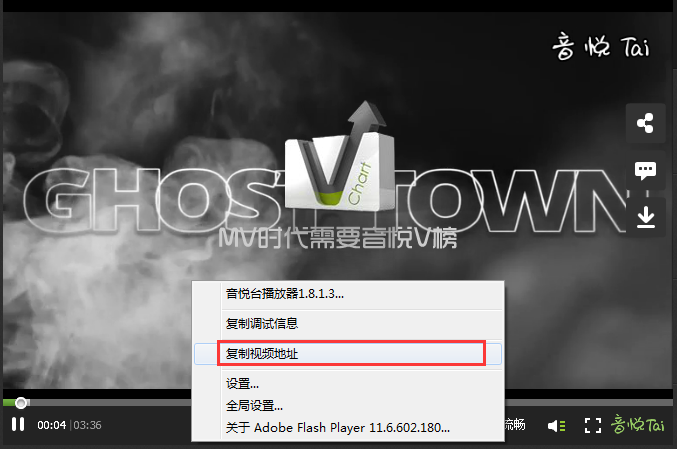 音悦Tai
GHOST TOWN
Chart
MV时代需要音悦V榜
音悦台播放器1.8.1.3...
复制调试信息
复制视频地址
设置...
全局设置...
关于 Adobe Flash Player 11.6.602.180...
00:04 | 03:36
流畅
音悦Tai